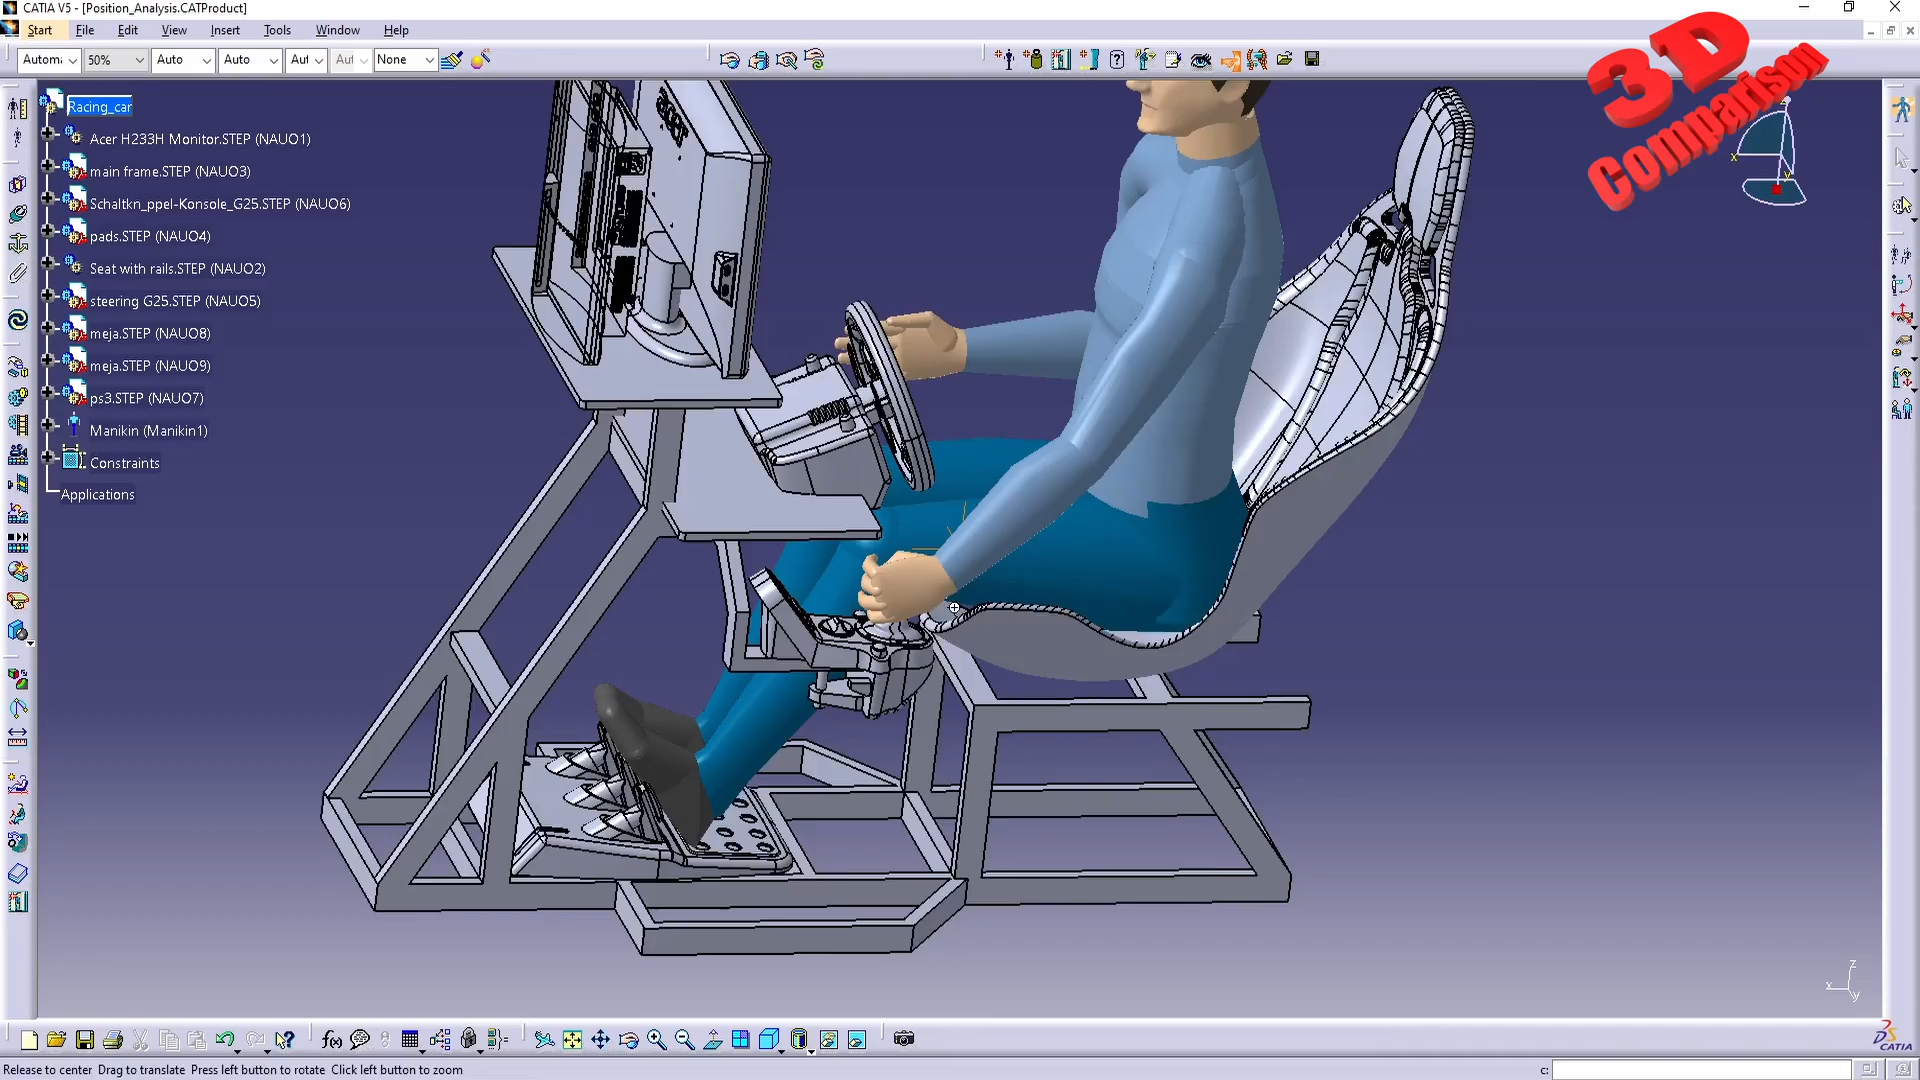 CATIA V5 - [Position_Analysis.CATProduct]
Start File Edit View Insert Tools Window Help
Autom 50% Auto Auto Aut Aut None
3D
Comparison
Racing_car
Acer H233H Monitor.STEP (NAUO1)
main frame.STEP (NAUO3)
Schaltkn_ppel-Konsole_G25.STEP (NAUO6)
pads.STEP (NAUO4)
Seat with rails.STEP (NAUO2)
steering G25.STEP (NAUO5)
meja.STEP (NAUO8)
meja.STEP (NAUO9)
ps3.STEP (NAUO7)
Manikin (Manikin1)
Constraints
Applications
acer
x
y
z
x
y
f(x)
CATIA
Release to center Drag to translate Press left button to rotate Click left button to zoom
c: